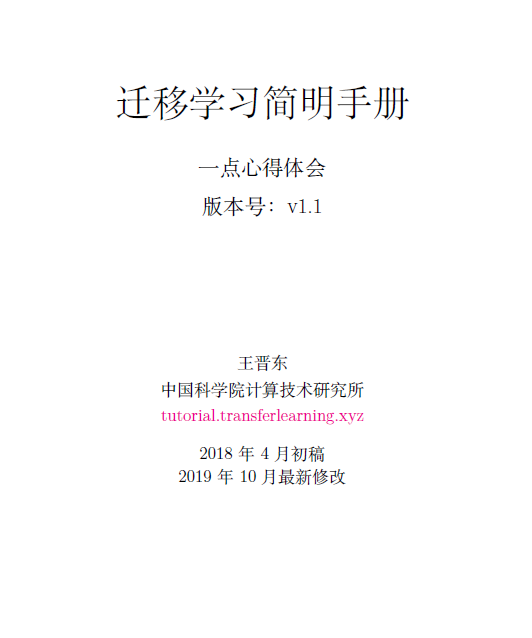 迁移学习简明手册
一点心得体会
版本号：v1.1
王晋东
中国科学院计算技术研究所
tutorial.transferlearning.xyz
2018 年 4 月初稿
2019 年 10 月最新修改